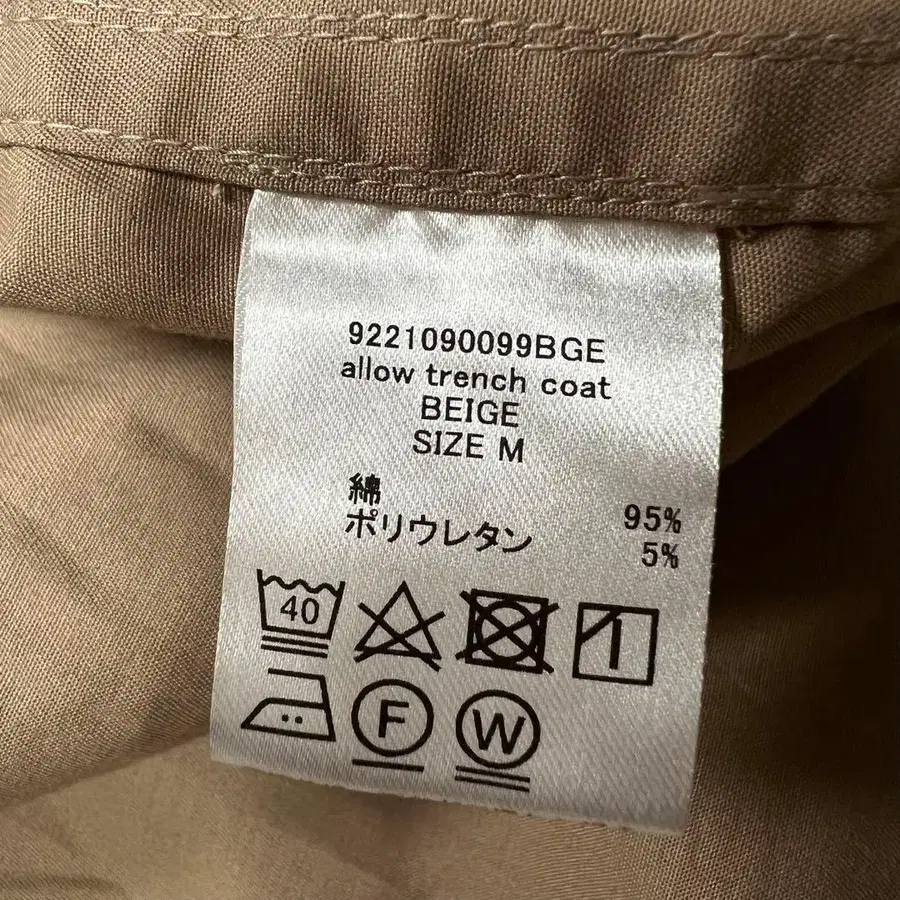 9221090099BGE
allow trench coat
BEIGE
SIZE M
綿 95%
ポリウレタン 5%
40
F W